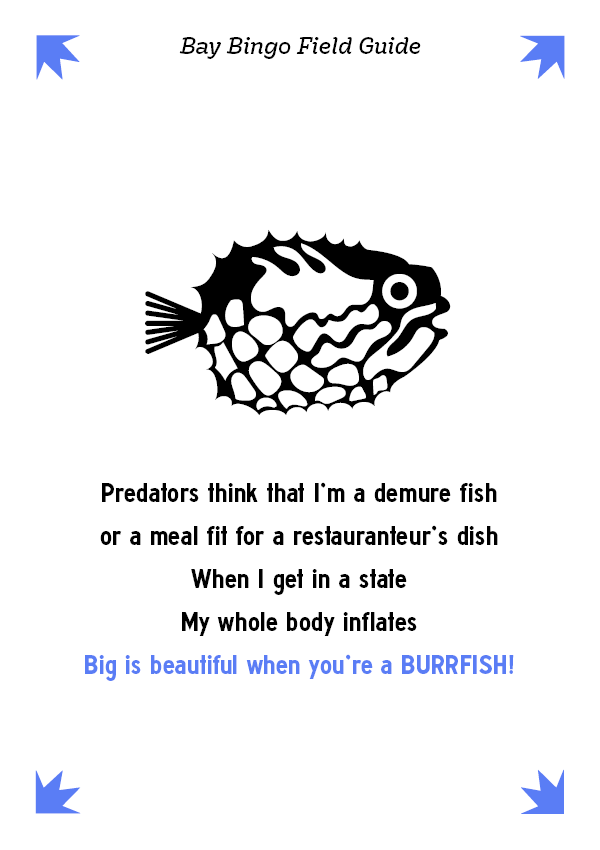 Bay Bingo Field Guide
Predators think that I'm a demure fish
or a meal fit for a restauranteur's dish
When I get in a state
My whole body inflates
Big is beautiful when you're a BURRFISH!